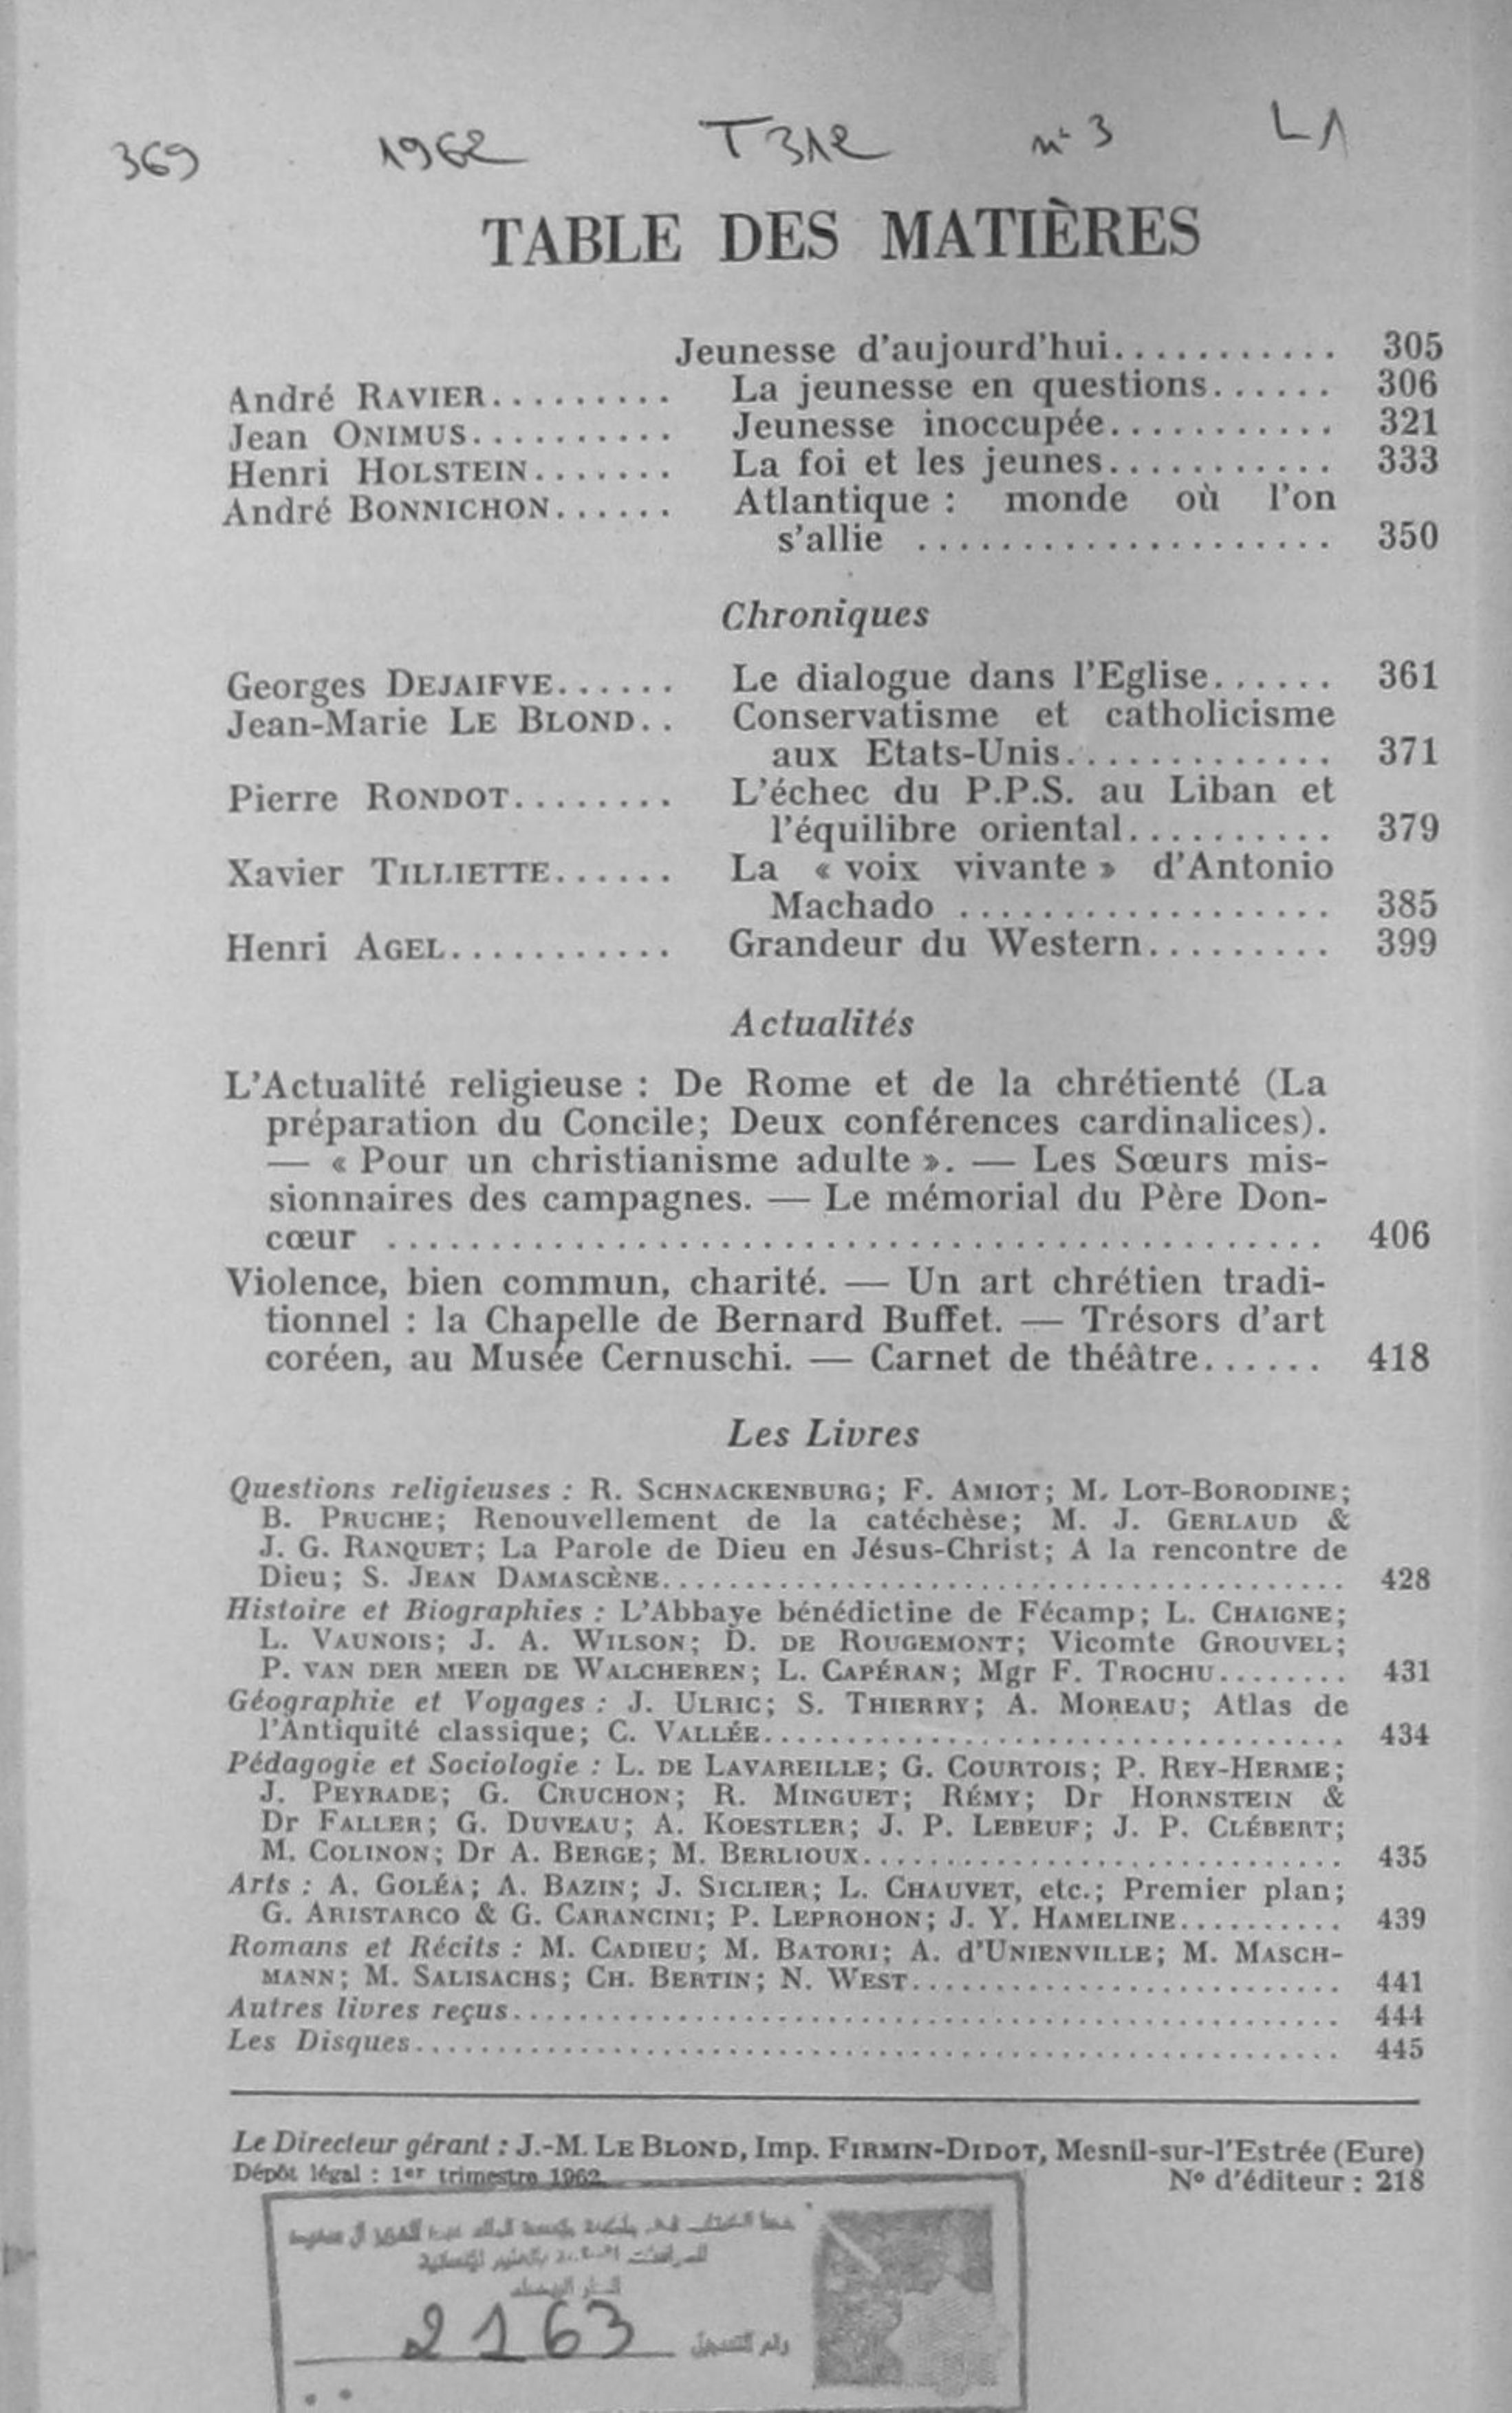 369 1962 T312 n° 3 L1
TABLE DES MATIÈRES
Jeunesse d'aujourd'hui........... 305
André RAVIER......... La jeunesse en questions...... 306
Jean ONIMUS.......... Jeunesse inoccupée........... 321
Henri HOLSTEIN....... La foi et les jeunes........... 333
André BONNICHON...... Atlantique : monde où l'on
s'allie .................... 350
Chroniques
Georges DEJAIFVE...... Le dialogue dans l'Eglise...... 361
Jean-Marie LE BLOND.. Conservatisme et catholicisme
aux Etats-Unis............. 371
Pierre RONDOT........ L'échec du P.P.S. au Liban et
l'équilibre oriental.......... 379
Xavier TILLIETTE...... La « voix vivante » d'Antonio
Machado .................. 385
Henri AGEL........... Grandeur du Western......... 399
Actualités
L'Actualité religieuse : De Rome et de la chrétienté (La
préparation du Concile; Deux conférences cardinalices).
— « Pour un christianisme adulte ». — Les Sœurs mis-
sionnaires des campagnes. — Le mémorial du Père Don-
cœur ............................................. 406
Violence, bien commun, charité. — Un art chrétien tradi-
tionnel : la Chapelle de Bernard Buffet. — Trésors d'art
coréen, au Musée Cernuschi. — Carnet de théâtre...... 418
Les Livres
Questions religieuses : R. SCHNACKENBURG; F. AMIOT; M. LOT-BORODINE;
B. PRUCHE; Renouvellement de la catéchèse; M. J. GERLAUD &
J. G. RANQUET; La Parole de Dieu en Jésus-Christ; A la rencontre de
Dieu; S. JEAN DAMASCÈNE.......................................... 428
Histoire et Biographies : L'Abbaye bénédictine de Fécamp; L. CHAIGNE;
L. VAUNOIS; J. A. WILSON; D. DE ROUGEMONT; Vicomte GROUVEL;
P. VAN DER MEER DE WALCHEREN; L. CAPÉRAN; Mgr F. TROCHU........ 431
Géographie et Voyages : J. ULRIC; S. THIERRY; A. MOREAU; Atlas de
l'Antiquité classique; C. VALLÉE.................................... 434
Pédagogie et Sociologie : L. DE LAVAREILLE; G. COURTOIS; P. REY-HERME;
J. PEYRADE; G. CRUCHON; R. MINGUET; RÉMY; Dr HORNSTEIN &
Dr FALLER; G. DUVEAU; A. KOESTLER; J. P. LEBEUF; J. P. CLÉBERT;
M. COLINON; Dr A. BERGE; M. BERLIOUX.............................. 435
Arts : A. GOLÉA; A. BAZIN; J. SICLIER; L. CHAUVET, etc.; Premier plan;
G. ARISTARCO & G. CARANCINI; P. LEPROHON; J. Y. HAMELINE.......... 439
Romans et Récits : M. CADIEU; M. BATORI; A. d'UNIENVILLE; M. MASCH-
MANN; M. SALISACHS; CH. BERTIN; N. WEST........................... 441
Autres livres reçus................................................... 444
Les Disques......................................................... 445
Le Directeur gérant : J.-M. LE BLOND, Imp. FIRMIN-DIDOT, Mesnil-sur-l'Estrée (Eure)
Dépôt légal : 1er trimestre 1962 N° d'éditeur : 218
2163 رقم التسجيل